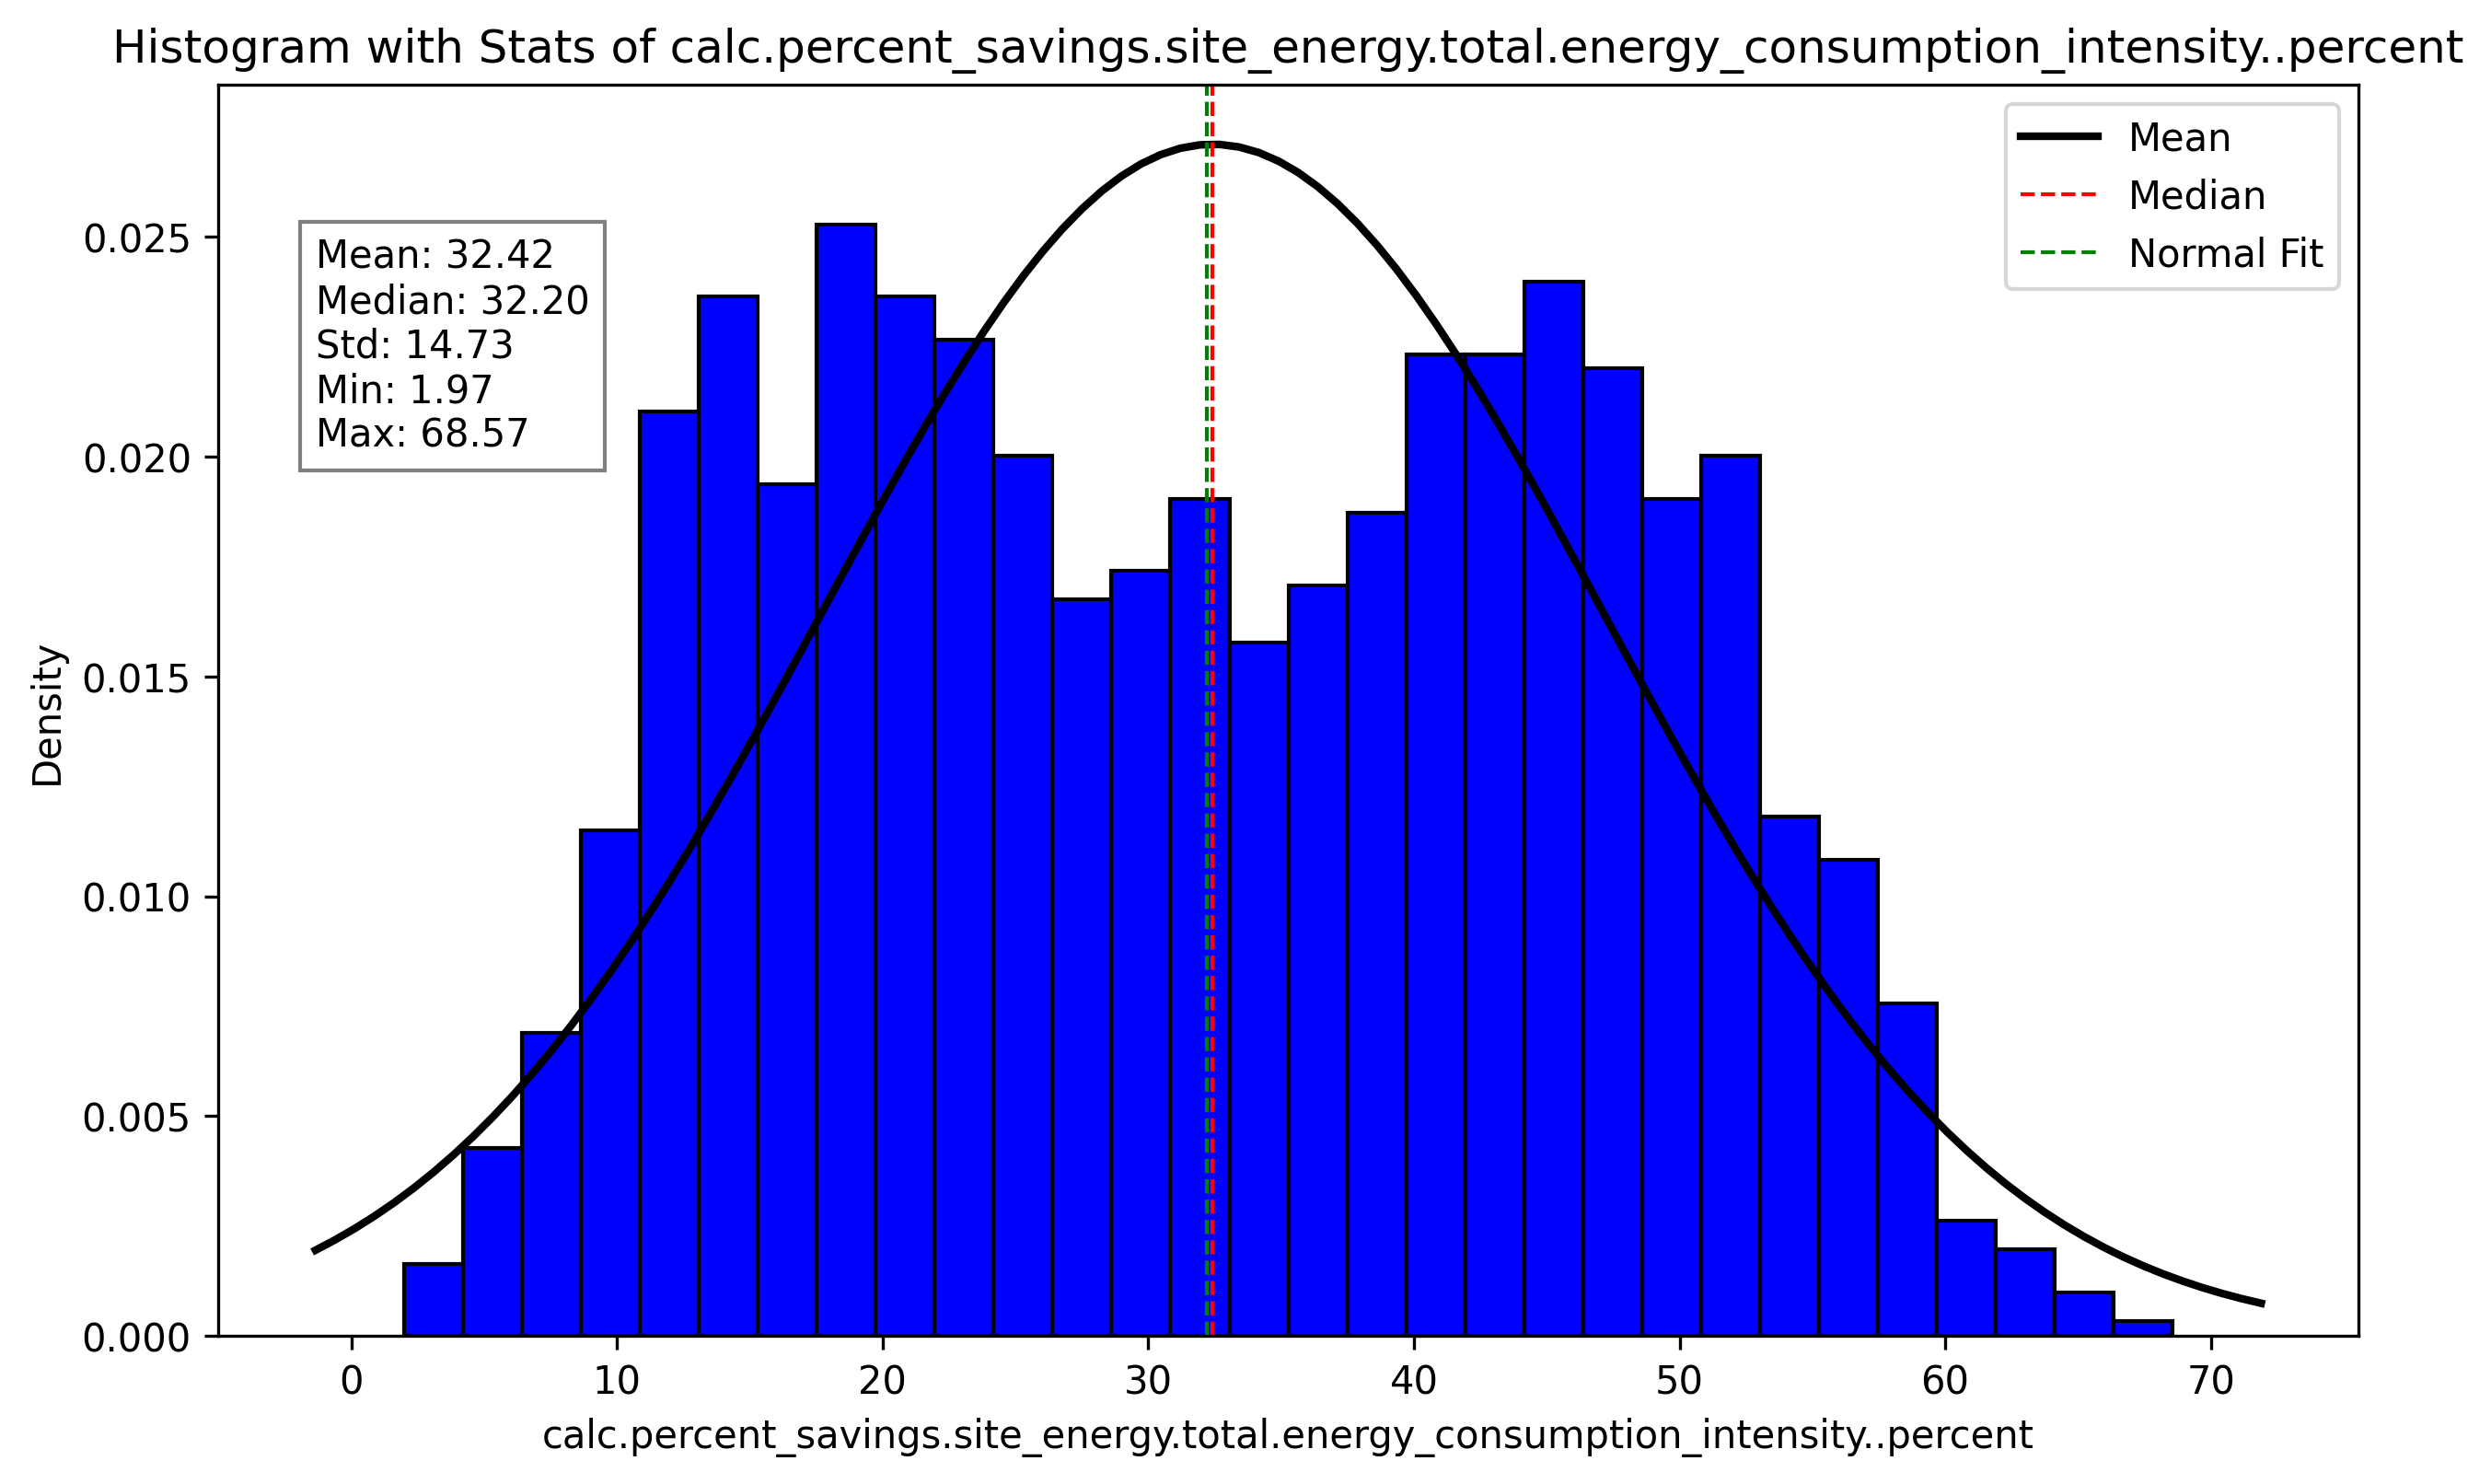 Histogram with Stats of calc.percent_savings.site_energy.total.energy_consumption_intensity..percent
Mean
Median
Normal Fit
Mean: 32.42
Median: 32.20
Std: 14.73
Min: 1.97
Max: 68.57
Density
0.025
0.020
0.015
0.010
0.005
0.000
0 10 20 30 40 50 60 70
calc.percent_savings.site_energy.total.energy_consumption_intensity..percent